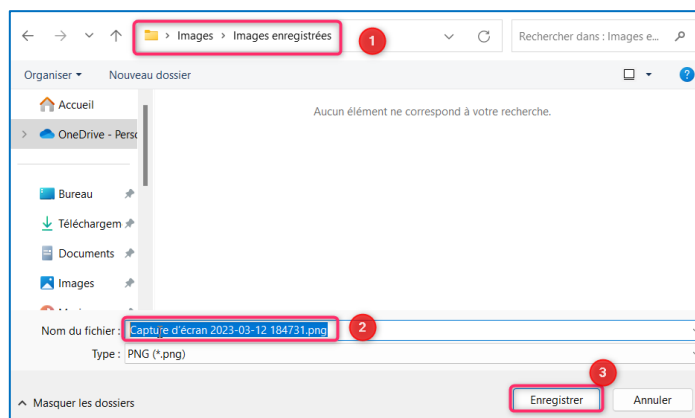 Images > Images enregistrées
1
Rechercher dans : Images e...
Organiser
Nouveau dossier
Accueil
Aucun élément ne correspond à votre recherche.
OneDrive - Perso
Bureau
Téléchargem
Documents
Images
Nom du fichier : Capture d'écran 2023-03-12 184731.png
2
Type : PNG (*.png)
3
Masquer les dossiers
Enregistrer
Annuler